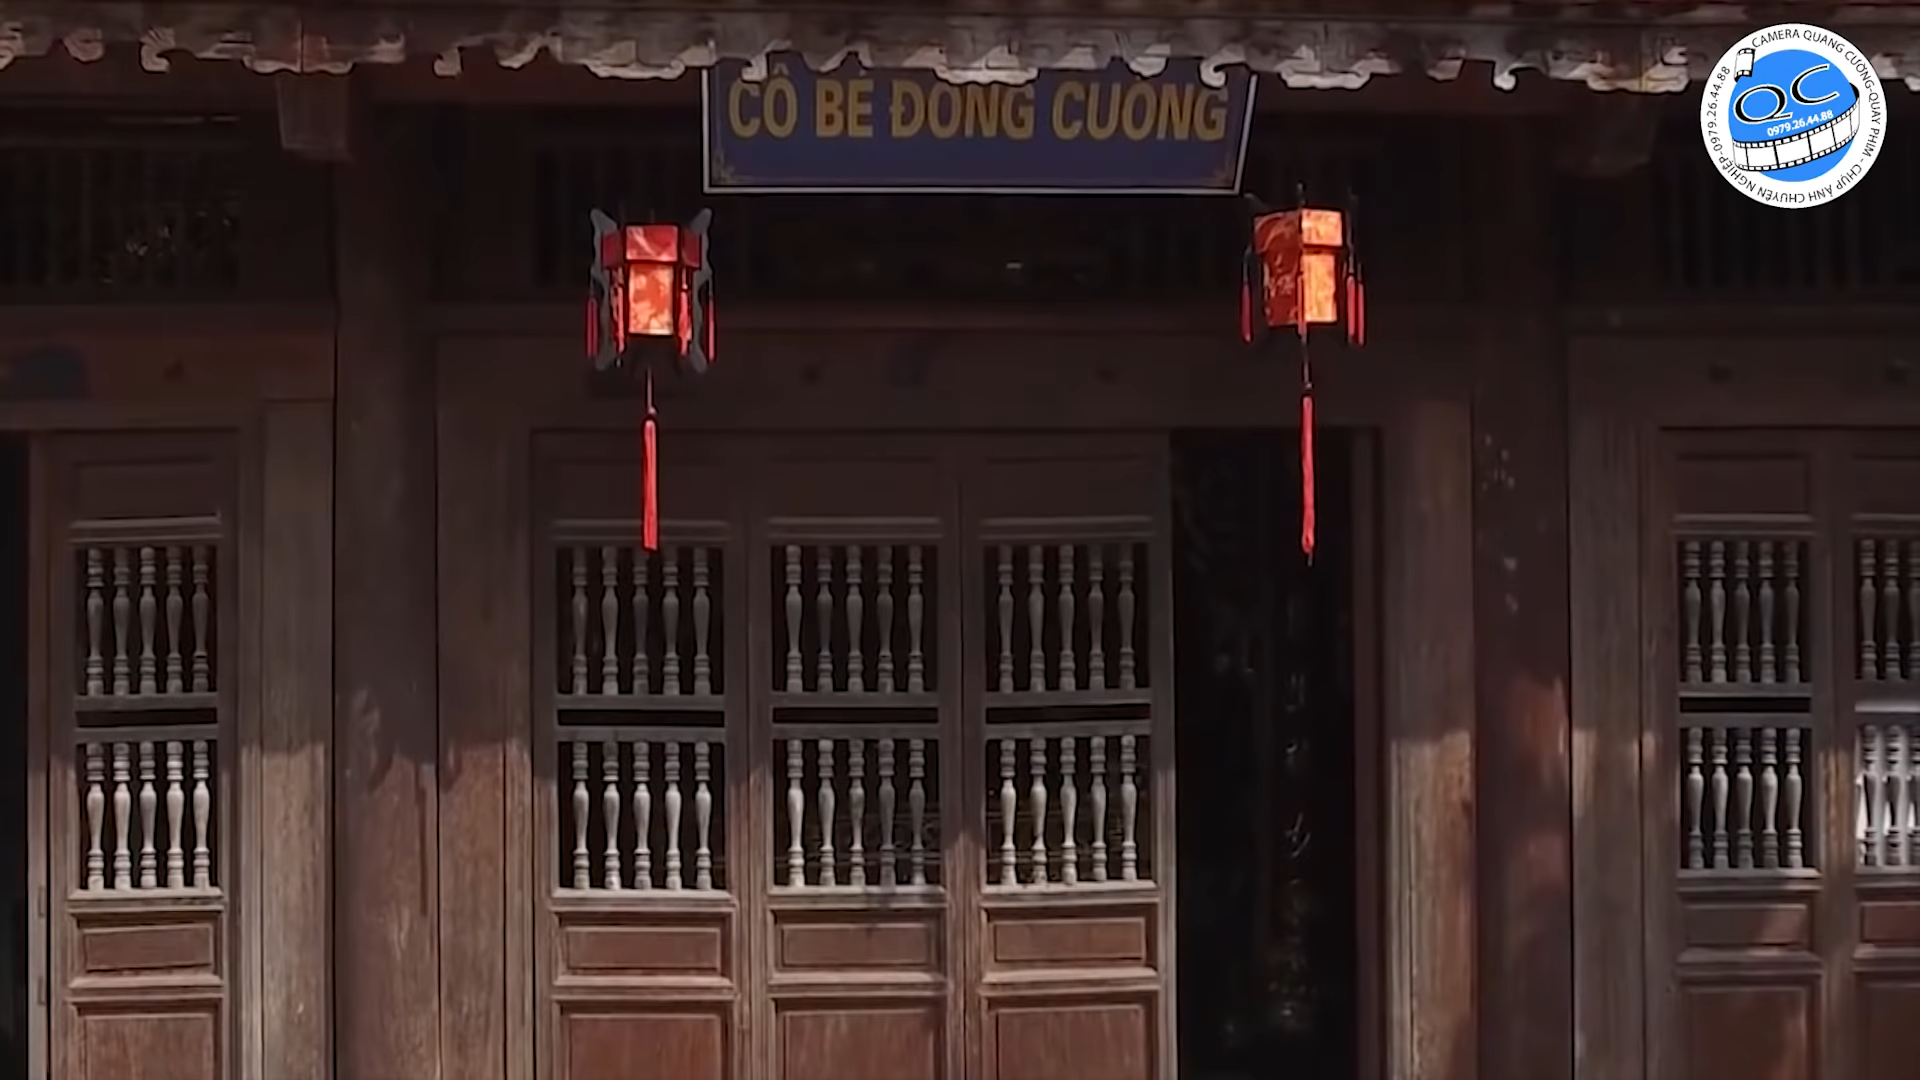 CÔ BÉ ĐÔNG CUÔNG
CAMERA QUANG CƯỜNG-QUAY PHIM - CHỤP ẢNH CHUYÊN NGHIỆP-0979.26.44.88
QC
0979.26.44.88